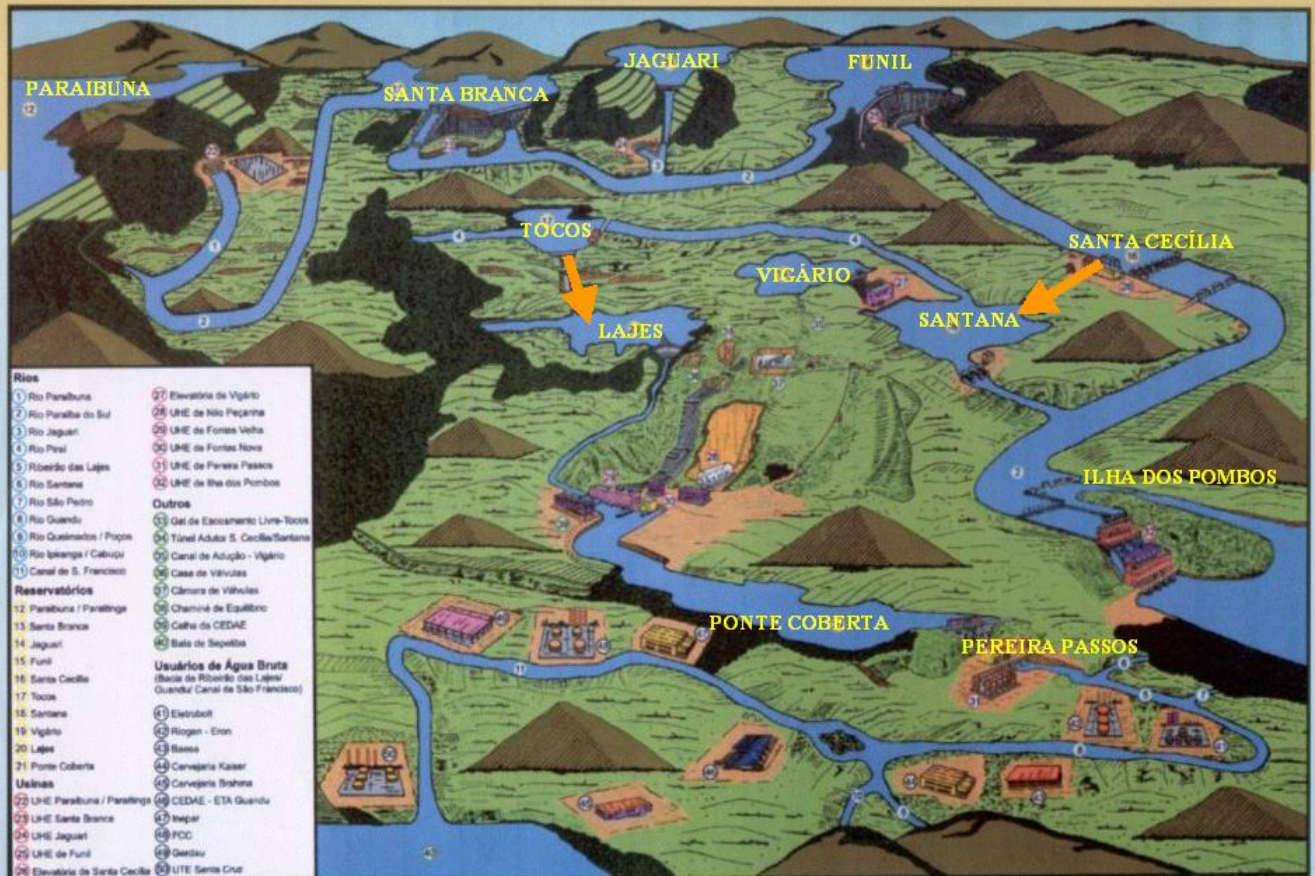 JAGUARI
FUNIL
PARAIBUNA
SANTA BRANCA
TOCOS
SANTA CECÍLIA
VIGÁRIO
SANTANA
LAJES
ILHA DOS POMBOS
PONTE COBERTA
PEREIRA PASSOS
Rios
1 Rio Paraibuna
2 Rio Paraíba do Sul
3 Rio Jaguari
4 Rio Piraí
5 Ribeirão das Lajes
6 Rio Santana
7 Rio São Pedro
8 Rio Guandu
Rio Queimados / Poços
10 Rio Ipiranga / Cabuçu
11 Canal de S. Francisco
Reservatórios
12 Paraibuna / Paraitinga
13 Santa Branca
14 Jaguari
15 Funil
16 Santa Cecília
17 Tocos
18 Santana
19 Vigário
20 Lajes
21 Ponte Coberta
Usinas
22 UHE Paraibuna / Paraitinga
23 UHE Santa Branca
24 UHE Jaguari
25 UHE de Funil
26 Elevatória de Santa Cecília
27 Elevatória de Vigário
28 UHE de Nilo Peçanha
29 UHE de Fontes Velha
30 UHE de Fontes Nova
31 UHE de Pereira Passos
32 UHE de Ilha dos Pombos
Outros
33 Gal de Escoamento Livre-Tocos
34 Túnel Adutor S. Cecília/Santana
35 Canal de Adução - Vigário
36 Casa de Válvulas
37 Câmara de Válvulas
38 Chaminé de Equilíbrio
39 Calha da CEDAE
40 Baía de Sepetiba
Usuários de Água Bruta
(Bacia de Ribeirão das Lajes/
Guandu/ Canal de São Francisco)
41 Eletrobolt
42 Riogen - Eron
43
44 Cervejaria Kaiser
45 Cervejaria Brahma
46 CEDAE - ETA Guandu
47 Inepar
48 FCC
49 Gerdau
50 UTE Santa Cruz